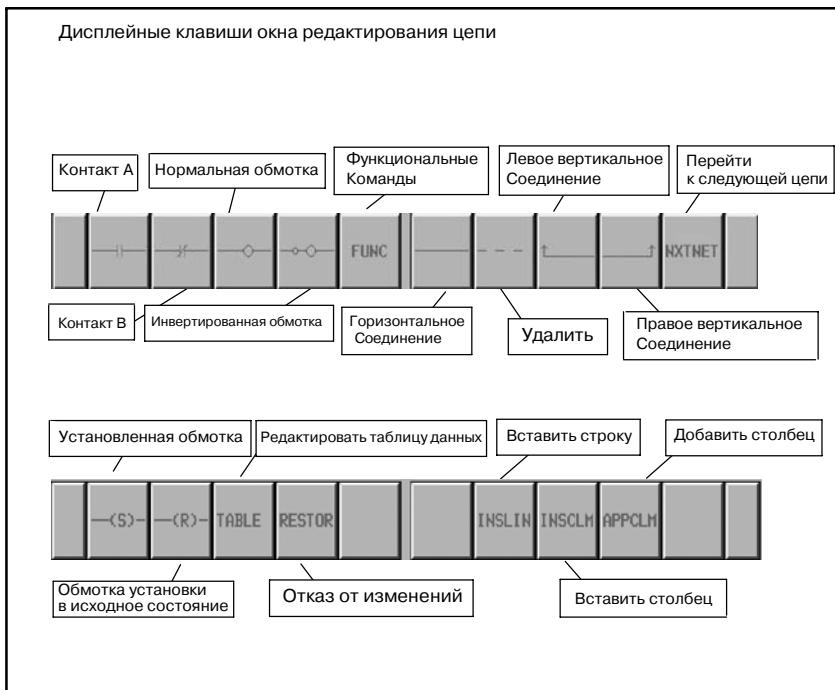 Дисплейные клавиши окна редактирования цепи
Контакт А
Нормальная обмотка
Функциональные
Команды
Левое вертикальное
Соединение
Перейти
к следующей цепи
FUNC
NXTNET
Контакт В
Инвертированная обмотка
Горизонтальное
Соединение
Удалить
Правое вертикальное
Соединение
Установленная обмотка
Редактировать таблицу данных
Вставить строку
Добавить столбец
(S)
(R)
TABLE
RESTOR
INSLIN
INSCLM
APPCLM
Обмотка установки
в исходное состояние
Отказ от изменений
Вставить столбец